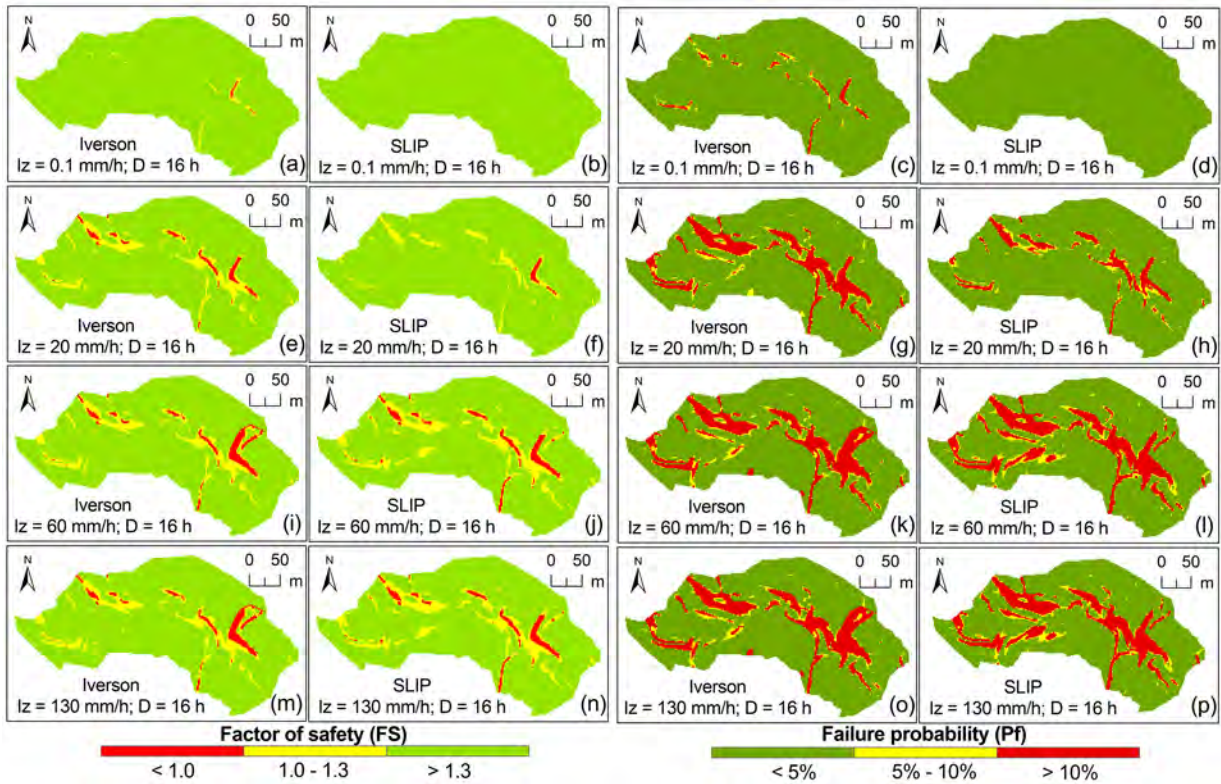 N 0 50 m
Iverson
Iz = 0.1 mm/h; D = 16 h (a)
N 0 50 m
SLIP
Iz = 0.1 mm/h; D = 16 h (b)
N 0 50 m
Iverson
Iz = 0.1 mm/h; D = 16 h (c)
N 0 50 m
SLIP
Iz = 0.1 mm/h; D = 16 h (d)
N 0 50 m
Iverson
Iz = 20 mm/h; D = 16 h (e)
N 0 50 m
SLIP
Iz = 20 mm/h; D = 16 h (f)
N 0 50 m
Iverson
Iz = 20 mm/h; D = 16 h (g)
N 0 50 m
SLIP
Iz = 20 mm/h; D = 16 h (h)
N 0 50 m
Iverson
Iz = 60 mm/h; D = 16 h (i)
N 0 50 m
SLIP
Iz = 60 mm/h; D = 16 h (j)
N 0 50 m
Iverson
Iz = 60 mm/h; D = 16 h (k)
N 0 50 m
SLIP
Iz = 60 mm/h; D = 16 h (l)
N 0 50 m
Iverson
Iz = 130 mm/h; D = 16 h (m)
N 0 50 m
SLIP
Iz = 130 mm/h; D = 16 h (n)
N 0 50 m
Iverson
Iz = 130 mm/h; D = 16 h (o)
N 0 50 m
SLIP
Iz = 130 mm/h; D = 16 h (p)
Factor of safety (FS)
< 1.0 1.0 - 1.3 > 1.3
Failure probability (Pf)
< 5% 5% - 10% > 10%